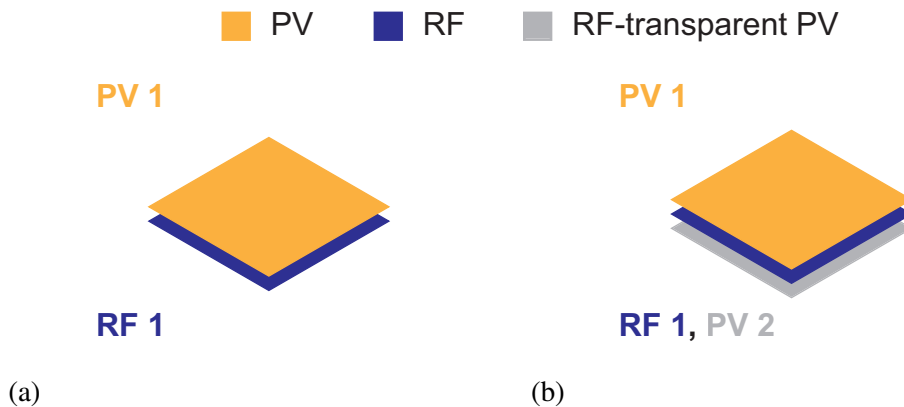 PV RF RF-transparent PV
PV 1 PV 1
RF 1 RF 1, PV 2
(a) (b)